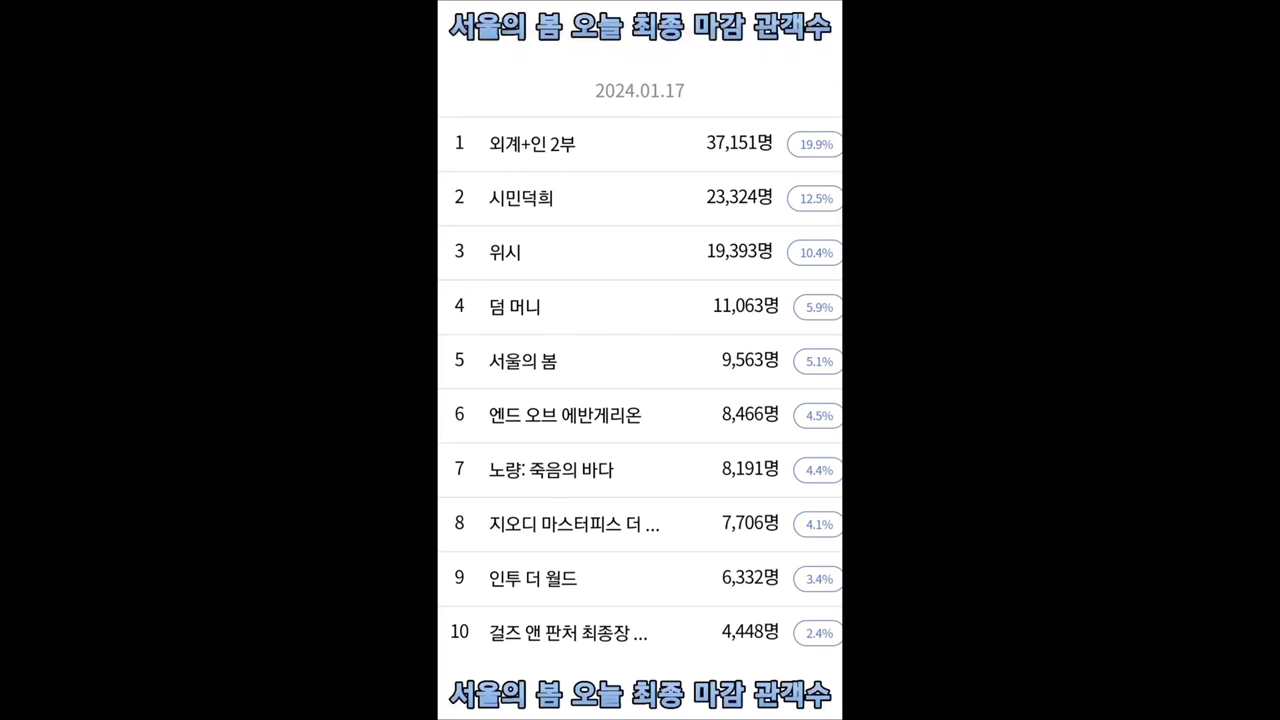 서울의 봄 오늘 최종 마감 관객수
2024.01.17
1 외계+인 2부 37,151명 19.9%
2 시민덕희 23,324명 12.5%
3 위시 19,393명 10.4%
4 덤 머니 11,063명 5.9%
5 서울의 봄 9,563명 5.1%
6 엔드 오브 에반게리온 8,466명 4.5%
7 노량: 죽음의 바다 8,191명 4.4%
8 지오디 마스터피스 더 ... 7,706명 4.1%
9 인투 더 월드 6,332명 3.4%
10 걸즈 앤 판처 최종장 ... 4,448명 2.4%
서울의 봄 오늘 최종 마감 관객수